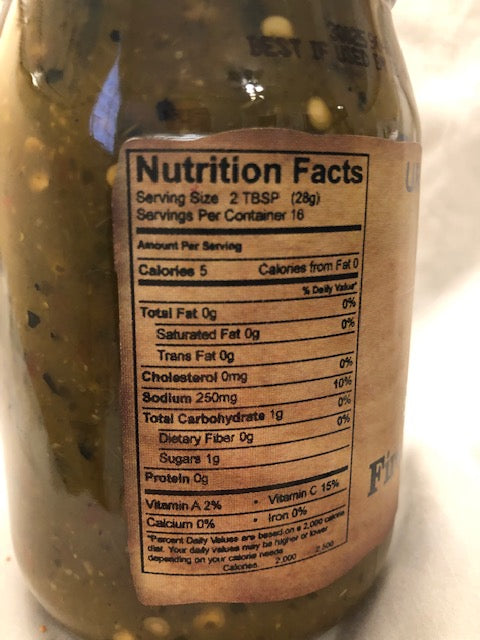 BEST IF USED
Nutrition Facts
Serving Size 2 TBSP (28g)
Servings Per Container 16
Amount Per Serving
Calories 5 Calories from Fat 0
% Daily Value*
Total Fat 0g 0%
Saturated Fat 0g 0%
Trans Fat 0g
Cholesterol 0mg 0%
Sodium 250mg 10%
Total Carbohydrate 1g 0%
Dietary Fiber 0g 0%
Sugars 1g
Protein 0g
Vitamin A 2% • Vitamin C 15%
Calcium 0% • Iron 0%
*Percent Daily Values are based on a 2,000 calorie
diet. Your daily values may be higher or lower
depending on your calorie needs
Calories 2,000 2,500